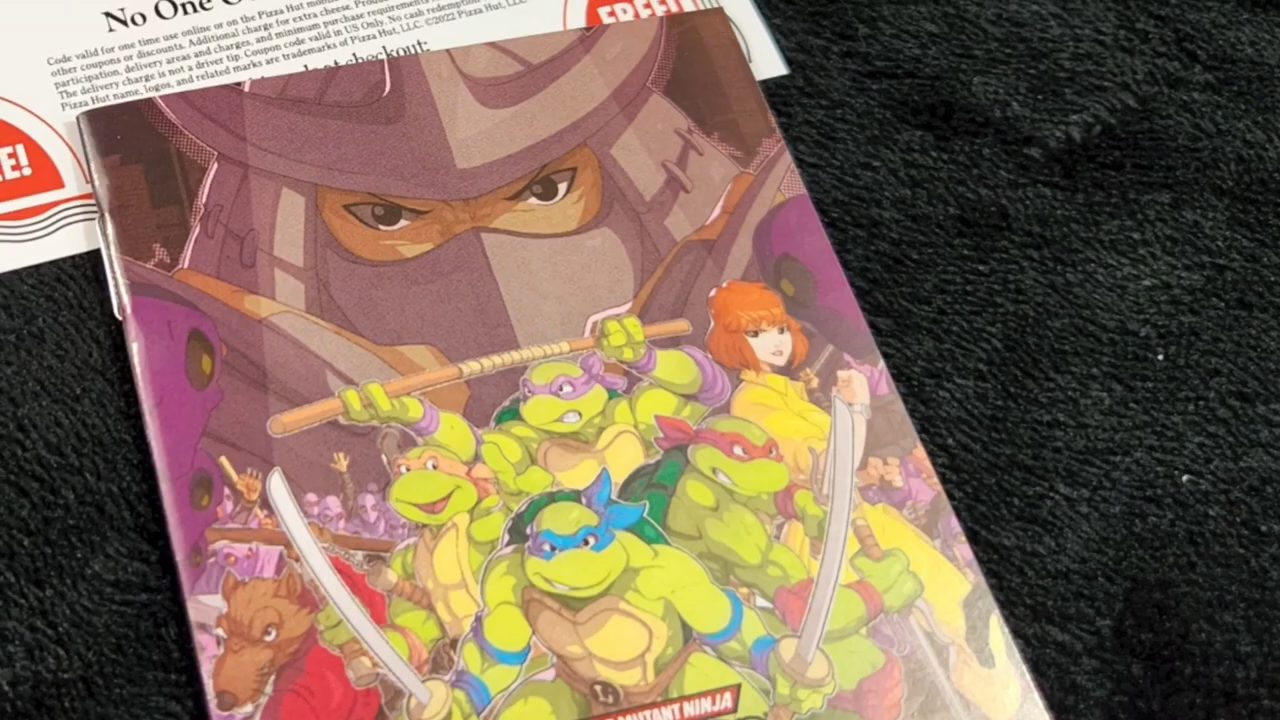 No One
FREE!
Code valid for one time use online or on the Pizza Hut
other coupons or discounts. Additional charge for extra cheese.
participation, delivery areas and charges, and minimum purchase requirements
The delivery charge is not a driver tip. Coupon code valid in US Only. No cash redemption
Pizza Hut name, logos, and related marks are trademarks of Pizza Hut, LLC. ©2022 Pizza Hut, LLC.
checkout:
E!
MUTANT NINJA
L